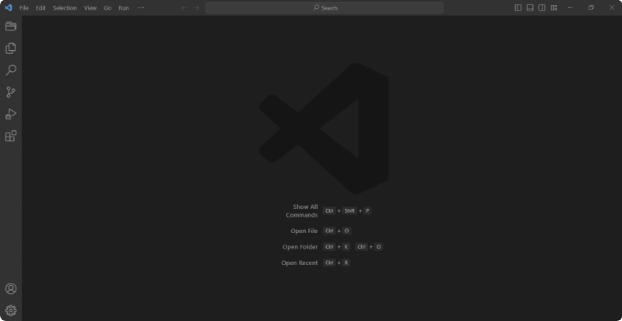 File Edit Selection View Go Run ···
Search
Show All
Commands
Ctrl + Shift + P
Open File Ctrl + O
Open Folder Ctrl + K Ctrl + O
Open Recent Ctrl + R